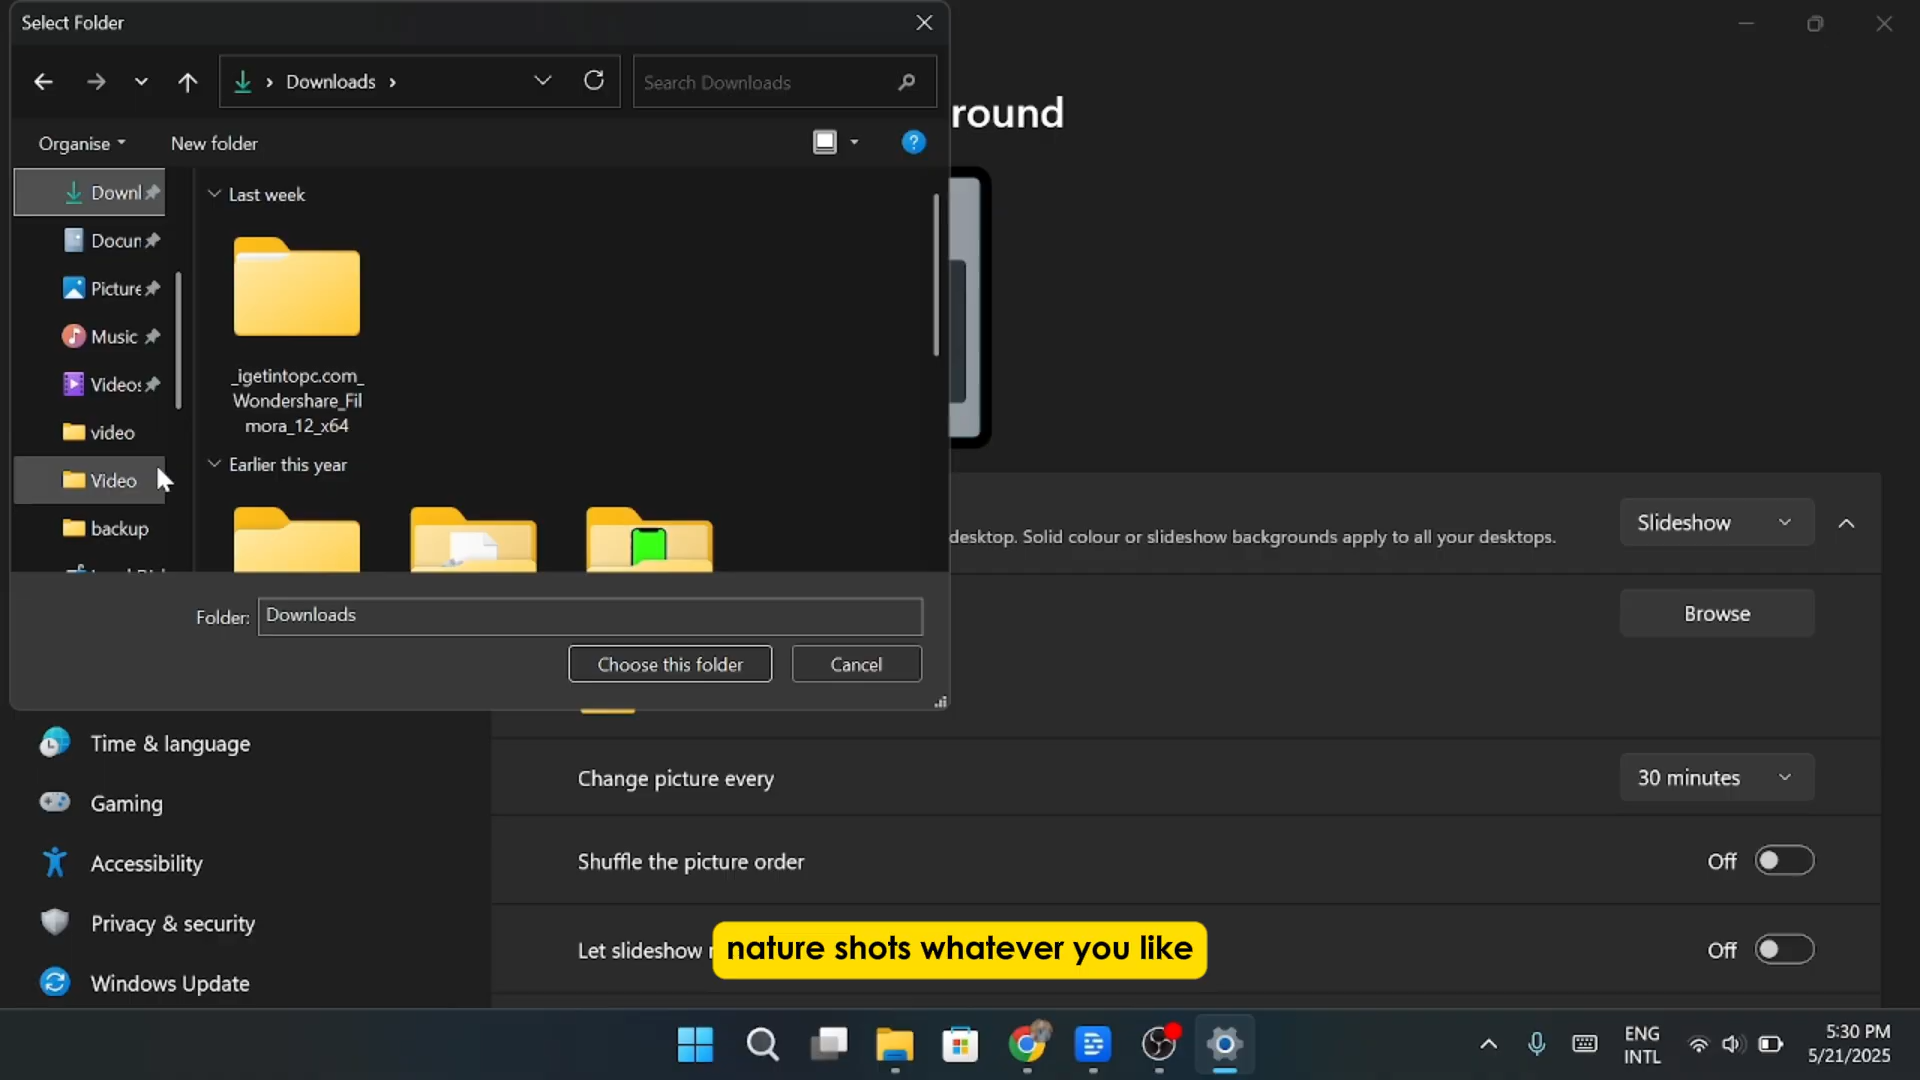 Select Folder
Downloads
Search Downloads
round
Organise
New folder
Downl
Docum
Picture
Music
Videos
video
Video
backup
Last week
_igetintopc.com_
Wondershare_Fil
mora_12_x64
Earlier this year
Folder:
Downloads
Choose this folder
Cancel
desktop. Solid colour or slideshow backgrounds apply to all your desktops.
Slideshow
Browse
Time & language
Gaming
Accessibility
Privacy & security
Windows Update
Change picture every
30 minutes
Shuffle the picture order
Off
Let slideshow
Off
nature shots whatever you like
ENG
INTL
5:30 PM
5/21/2025